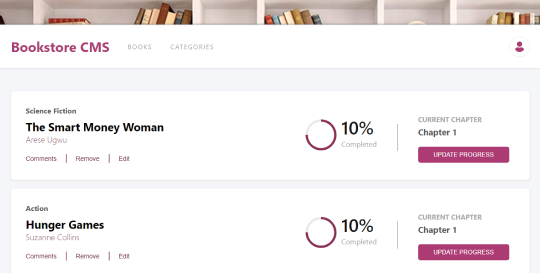 Bookstore CMS BOOKS CATEGORIES
Science Fiction
The Smart Money Woman
Arese Ugwu
Comments Remove Edit
10%
Completed
CURRENT CHAPTER
Chapter 1
UPDATE PROGRESS
Action
Hunger Games
Suzanne Collins
Comments Remove Edit
10%
Completed
CURRENT CHAPTER
Chapter 1
UPDATE PROGRESS